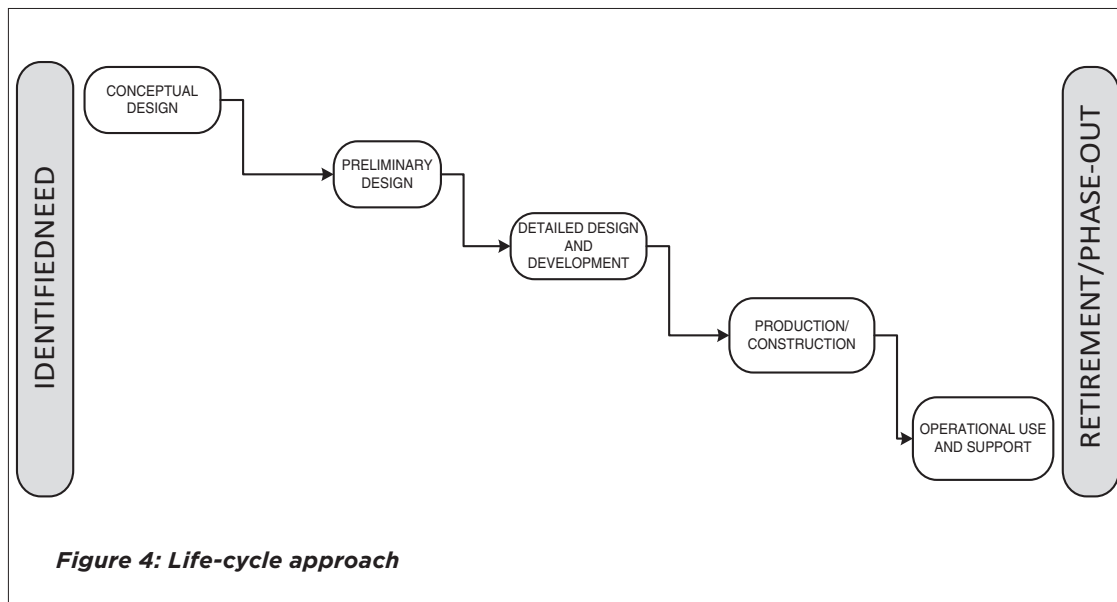 IDENTIFIEDNEED
CONCEPTUAL
DESIGN
PRELIMINARY
DESIGN
DETAILED DESIGN
AND
DEVELOPMENT
PRODUCTION/
CONSTRUCTION
OPERATIONAL USE
AND SUPPORT
RETIREMENT/PHASE-OUT
Figure 4: Life-cycle approach